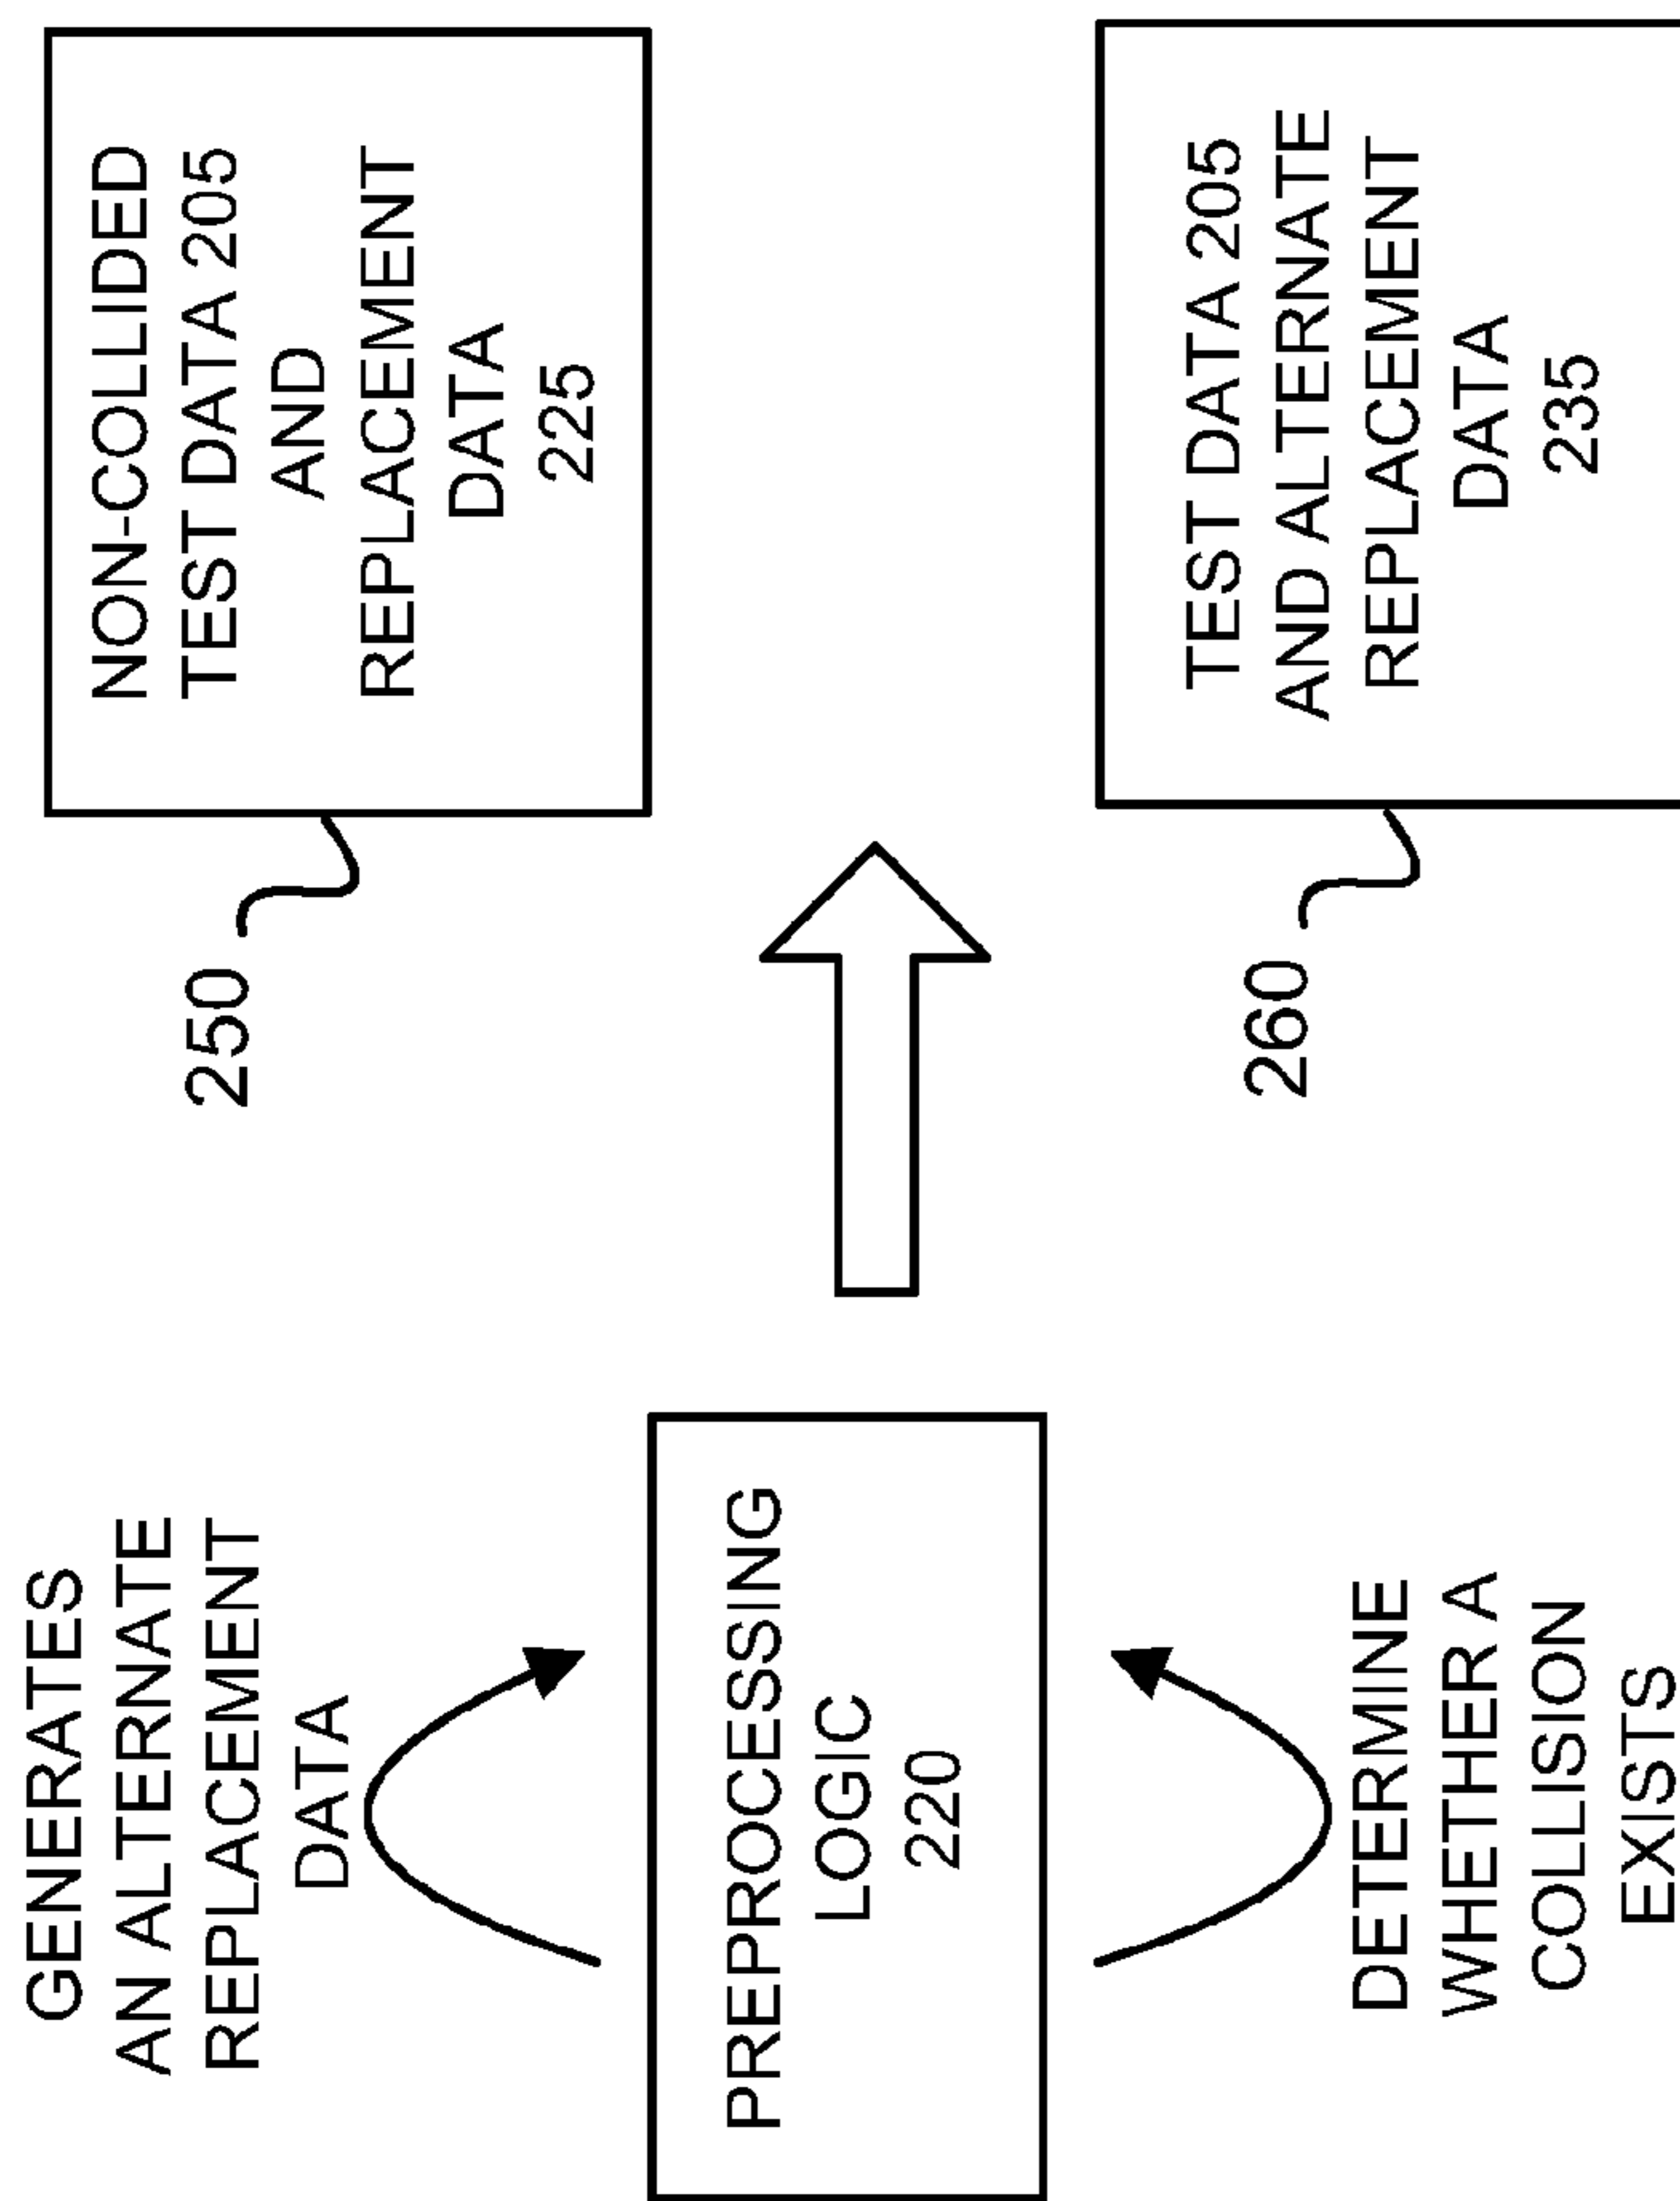 GENERATES
AN ALTERNATE
REPLACEMENT
DATA
PREPROCESSING
LOGIC
220
DETERMINE
WHETHER A
COLLISION
EXISTS
250
NON-COLLIDED
TEST DATA 205
AND
REPLACEMENT
DATA
225
260
TEST DATA 205
AND ALTERNATE
REPLACEMENT
DATA
235